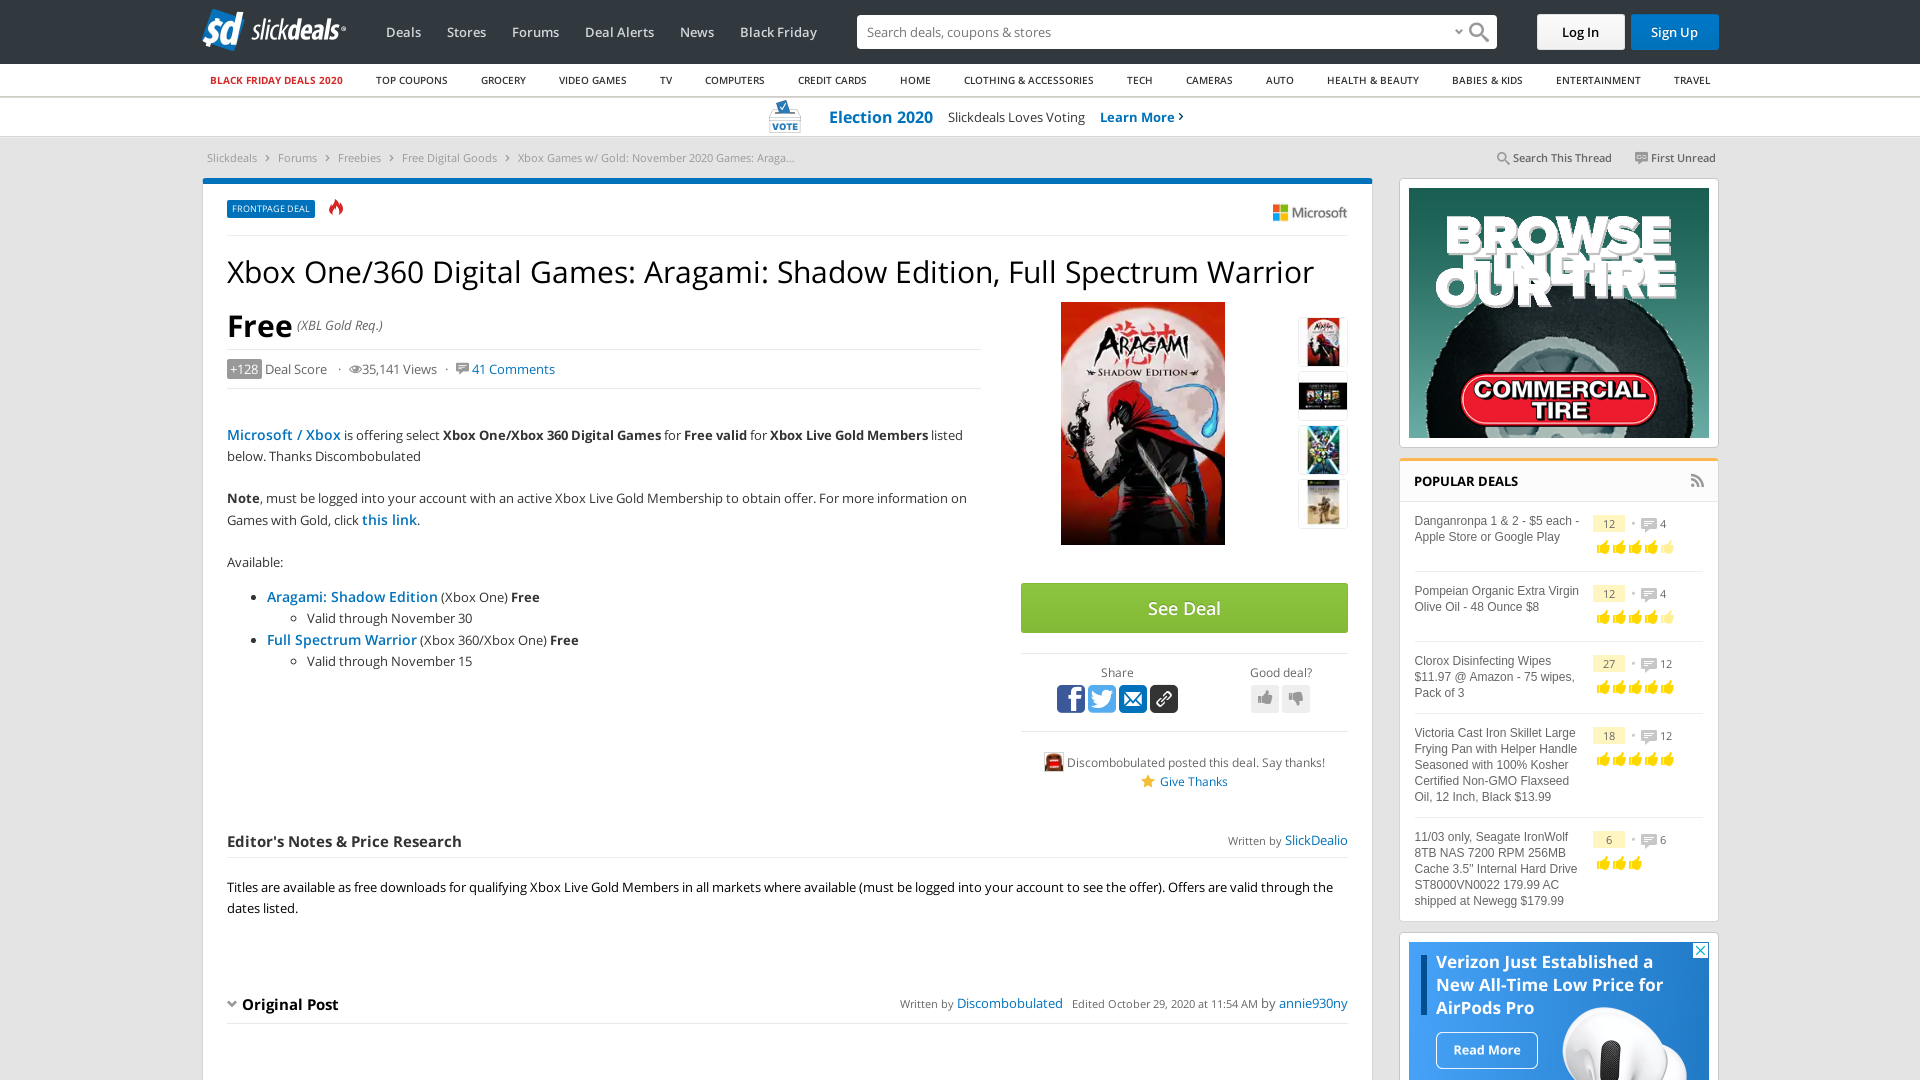 slickdeals
Deals
Stores
Forums
Deal Alerts
News
Black Friday
Search deals, coupons & stores
Log In
Sign Up
BLACK FRIDAY DEALS 2020
TOP COUPONS
GROCERY
VIDEO GAMES
TV
COMPUTERS
CREDIT CARDS
HOME
CLOTHING & ACCESSORIES
TECH
CAMERAS
AUTO
HEALTH & BEAUTY
BABIES & KIDS
ENTERTAINMENT
TRAVEL
VOTE
Election 2020 Slickdeals Loves Voting Learn More
Slickdeals > Forums > Freebies > Free Digital Goods > Xbox Games w/ Gold: November 2020 Games: Araga...
Search This Thread
First Unread
FRONTPAGE DEAL
Microsoft
Xbox One/360 Digital Games: Aragami: Shadow Edition, Full Spectrum Warrior
Free (XBL Gold Req.)
+128 Deal Score · 35,141 Views · 41 Comments
Microsoft / Xbox is offering select Xbox One/Xbox 360 Digital Games for Free valid for Xbox Live Gold Members listed
below. Thanks Discombobulated
Note, must be logged into your account with an active Xbox Live Gold Membership to obtain offer. For more information on
Games with Gold, click this link.
Available:
Aragami: Shadow Edition (Xbox One) Free
Valid through November 30
Full Spectrum Warrior (Xbox 360/Xbox One) Free
Valid through November 15
荒神
ARAGAMI
SHADOW EDITION
See Deal
Share
Good deal?
Discombobulated posted this deal. Say thanks!
Give Thanks
Editor's Notes & Price Research
Written by SlickDealio
Titles are available as free downloads for qualifying Xbox Live Gold Members in all markets where available (must be logged into your account to see the offer). Offers are valid through the
dates listed.
Original Post
Written by Discombobulated Edited October 29, 2020 at 11:54 AM by annie930ny
BROWSE
OUR TIRE
COMMERCIAL
TIRE
POPULAR DEALS
Danganronpa 1 & 2 - $5 each -
Apple Store or Google Play
12 • 4
Pompeian Organic Extra Virgin
Olive Oil - 48 Ounce $8
12 • 4
Clorox Disinfecting Wipes
$11.97 @ Amazon - 75 wipes,
Pack of 3
27 • 12
Victoria Cast Iron Skillet Large
Frying Pan with Helper Handle
Seasoned with 100% Kosher
Certified Non-GMO Flaxseed
Oil, 12 Inch, Black $13.99
18 • 12
11/03 only, Seagate IronWolf
8TB NAS 7200 RPM 256MB
Cache 3.5" Internal Hard Drive
ST8000VN0022 179.99 AC
shipped at Newegg $179.99
6 • 6
Verizon Just Established a
New All-Time Low Price for
AirPods Pro
Read More